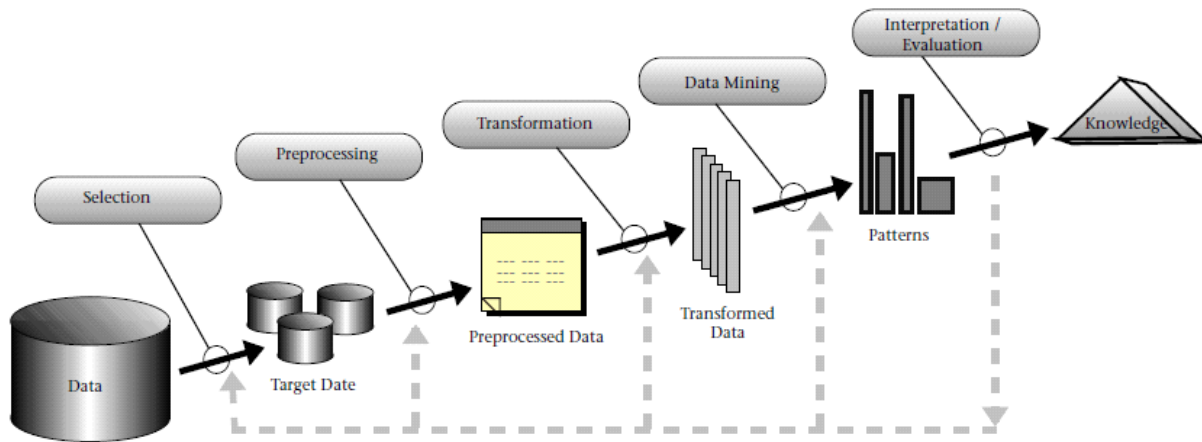 Interpretation /
Evaluation
Data Mining
Transformation
Preprocessing
Selection
Knowledge
Patterns
Transformed
Data
Preprocessed Data
Target Date
Data